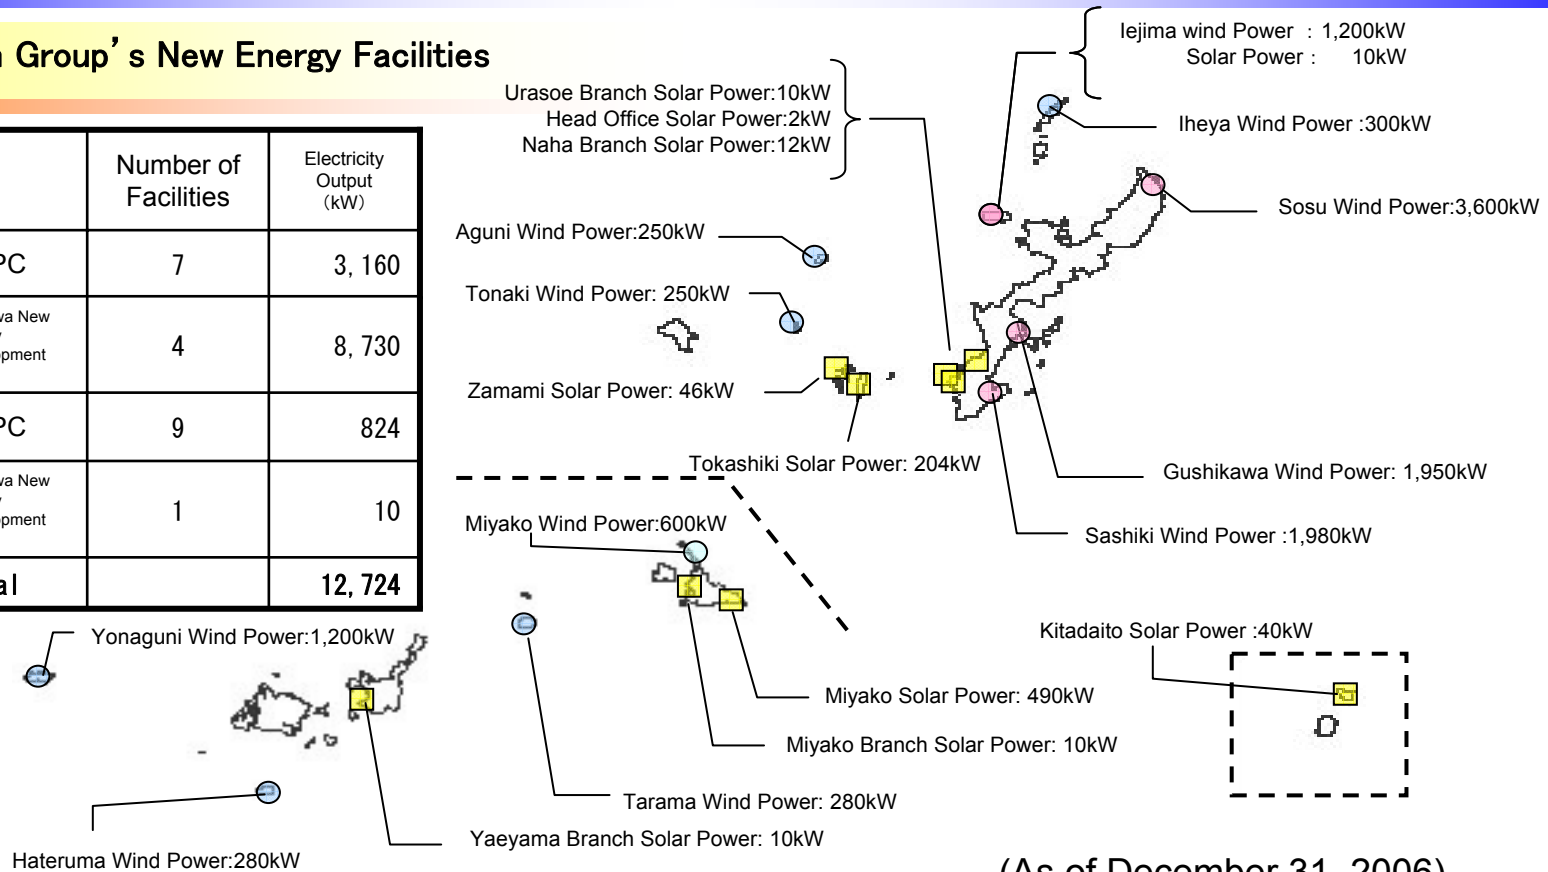 Group's New Energy Facilities
Number of
Facilities
Electricity
Output
(kW)
7
3,160
New
4
8,730
9
824
New
1
10
12,724
Iejima wind Power : 1,200kW
Solar Power : 10kW
Urasoe Branch Solar Power:10kW
Head Office Solar Power:2kW
Naha Branch Solar Power:12kW
Iheya Wind Power :300kW
Sosu Wind Power:3,600kW
Aguni Wind Power:250kW
Tonaki Wind Power: 250kW
Zamami Solar Power: 46kW
Tokashiki Solar Power: 204kW
Gushikawa Wind Power: 1,950kW
Sashiki Wind Power :1,980kW
Miyako Wind Power:600kW
Yonaguni Wind Power:1,200kW
Kitadaito Solar Power :40kW
Miyako Solar Power: 490kW
Miyako Branch Solar Power: 10kW
Tarama Wind Power: 280kW
Yaeyama Branch Solar Power: 10kW
Hateruma Wind Power:280kW
(As of December 31, 2006)